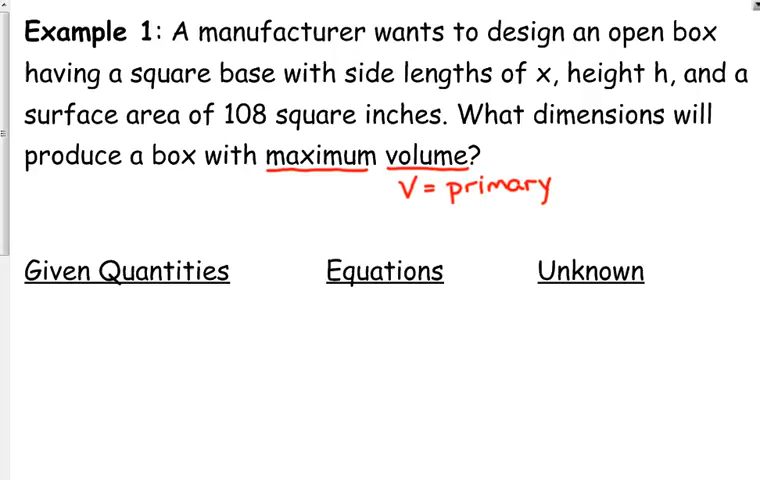 Example 1: A manufacturer wants to design an open box
having a square base with side lengths of x, height h, and a
surface area of 108 square inches. What dimensions will
produce a box with maximum volume?
V = primary
Given Quantities Equations Unknown